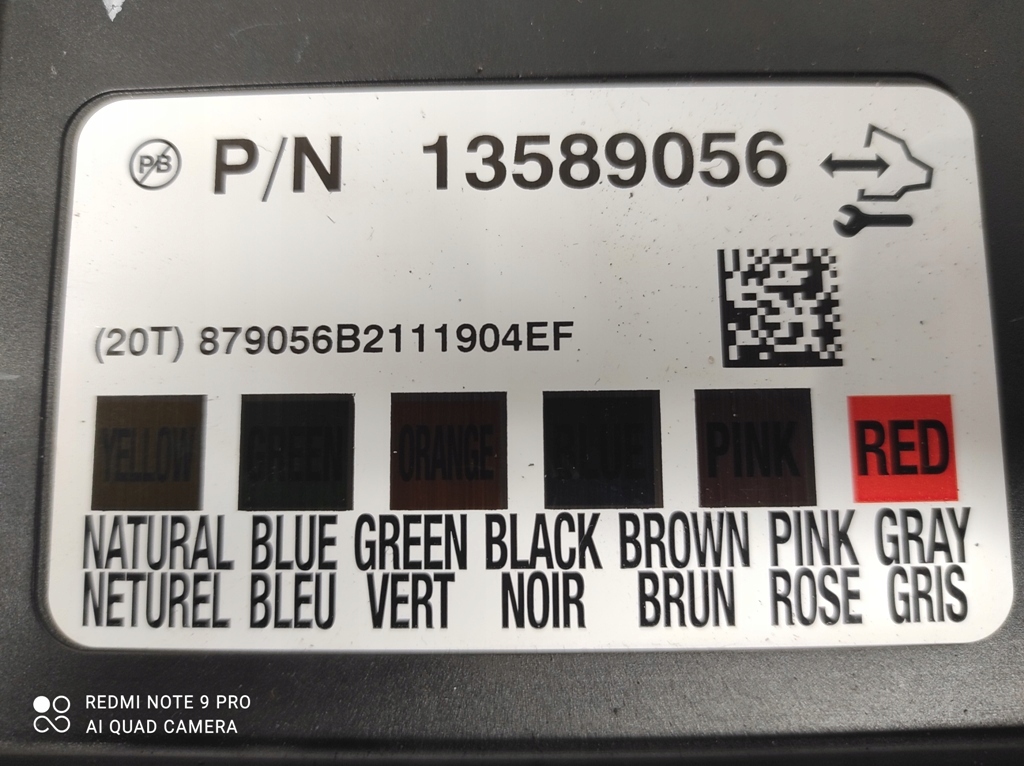 PB P/N 13589056
(20T) 879056B2111904EF
YELLOW GREEN ORANGE BLUE PINK RED
NATURAL BLUE GREEN BLACK BROWN PINK GRAY
NETUREL BLEU VERT NOIR BRUN ROSE GRIS
REDMI NOTE 9 PRO
AI QUAD CAMERA